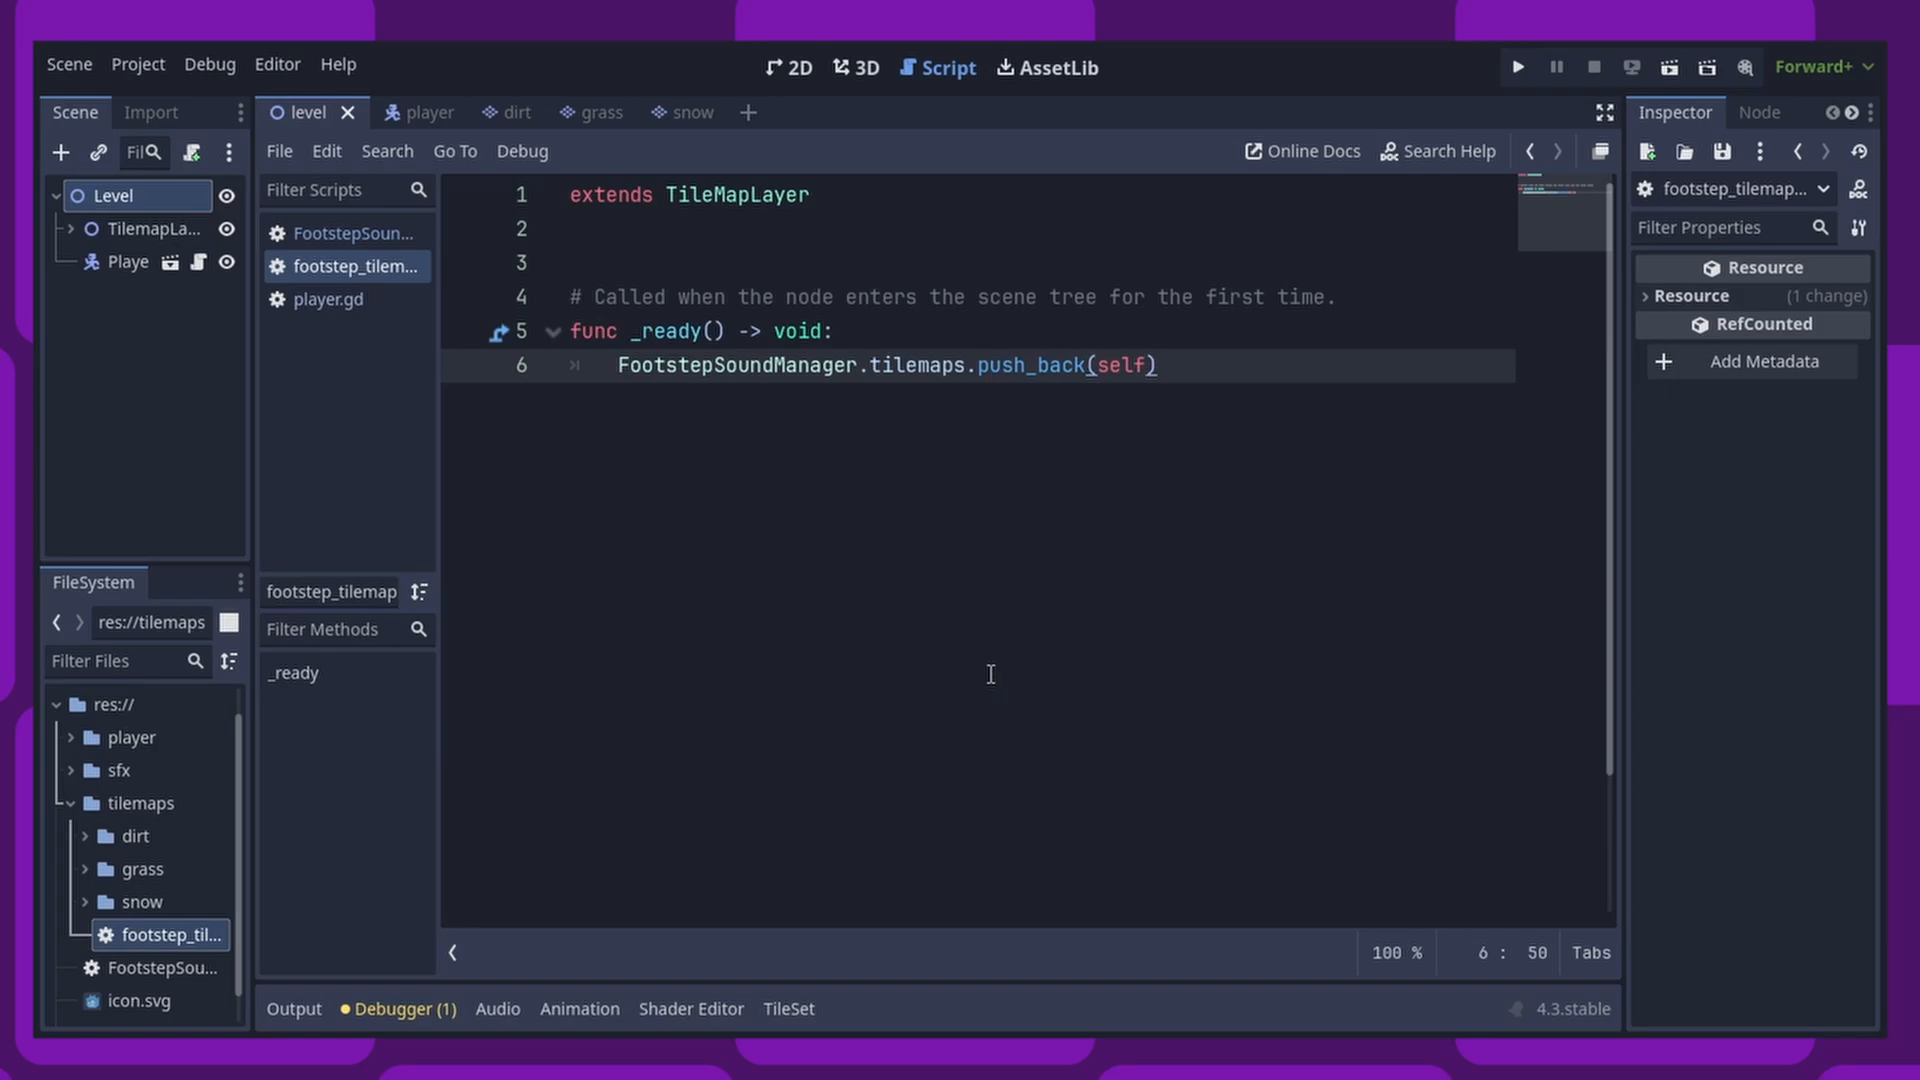 Scene Project Debug Editor Help
2D 3D Script AssetLib
Forward+
Scene Import
level player dirt grass snow
Inspector Node
Fil
File Edit Search Go To Debug
Online Docs Search Help
Level
TilemapLa...
Playe
Filter Scripts
FootstepSoun...
footstep_tilem...
player.gd
footstep_tilemap
Filter Methods
_ready
1 extends TileMapLayer
2
3
4 # Called when the node enters the scene tree for the first time.
5 func _ready() -> void:
6 FootstepSoundManager.tilemaps.push_back(self)
footstep_tilemap...
Filter Properties
Resource
Resource (1 change)
RefCounted
Add Metadata
FileSystem
res://tilemaps
Filter Files
res://
player
sfx
tilemaps
dirt
grass
snow
footstep_til...
FootstepSou...
icon.svg
100 % 6 : 50 Tabs
Output Debugger (1) Audio Animation Shader Editor TileSet
4.3.stable